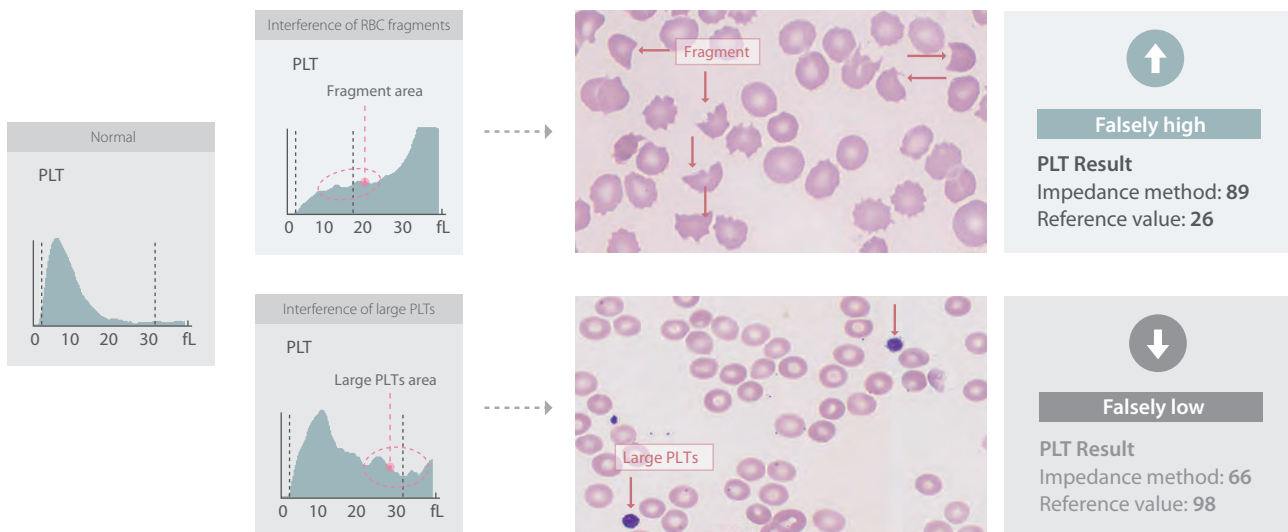 Normal
PLT
0 10 20 30 fL
Interference of RBC fragments
PLT
Fragment area
0 10 20 30 fL
Fragment
Falsely high
PLT Result
Impedance method: 89
Reference value: 26
Interference of large PLTs
PLT
Large PLTs area
0 10 20 30 fL
Large PLTs
Falsely low
PLT Result
Impedance method: 66
Reference value: 98